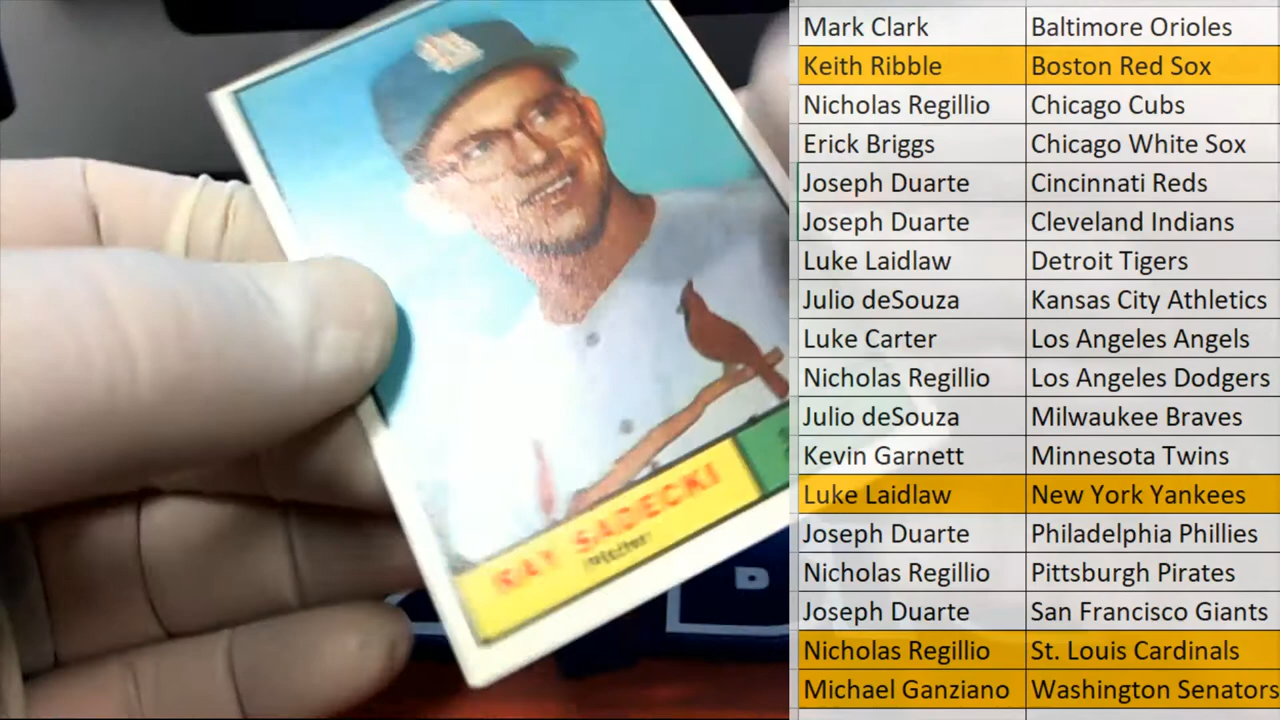 RAY SADECKI
pitcher
Mark Clark Baltimore Orioles
Keith Ribble Boston Red Sox
Nicholas Regillio Chicago Cubs
Erick Briggs Chicago White Sox
Joseph Duarte Cincinnati Reds
Joseph Duarte Cleveland Indians
Luke Laidlaw Detroit Tigers
Julio deSouza Kansas City Athletics
Luke Carter Los Angeles Angels
Nicholas Regillio Los Angeles Dodgers
Julio deSouza Milwaukee Braves
Kevin Garnett Minnesota Twins
Luke Laidlaw New York Yankees
Joseph Duarte Philadelphia Phillies
Nicholas Regillio Pittsburgh Pirates
Joseph Duarte San Francisco Giants
Nicholas Regillio St. Louis Cardinals
Michael Ganziano Washington Senators